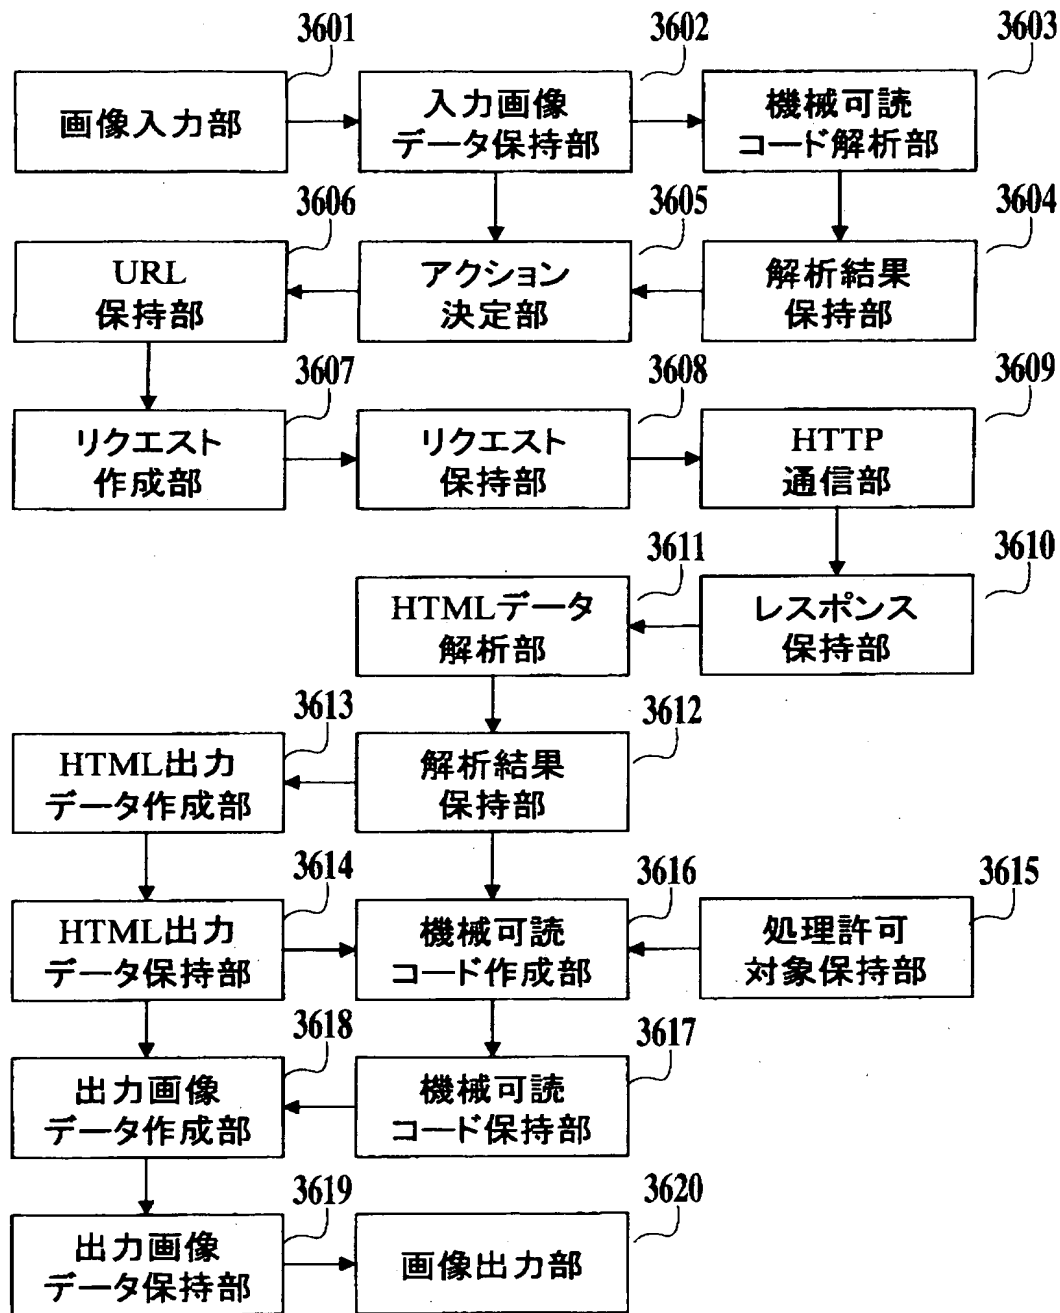 3601
画像入力部
3602
入力画像
データ保持部
3603
機械可読
コード解析部
3606
URL
保持部
3605
アクション
決定部
3604
解析結果
保持部
3607
リクエスト
作成部
3608
リクエスト
保持部
3609
HTTP
通信部
3611
HTMLデータ
解析部
3610
レスポンス
保持部
3613
HTML出力
データ作成部
3612
解析結果
保持部
3614
HTML出力
データ保持部
3616
機械可読
コード作成部
3615
処理許可
対象保持部
3618
出力画像
データ作成部
3617
機械可読
コード保持部
3619
出力画像
データ保持部
3620
画像出力部